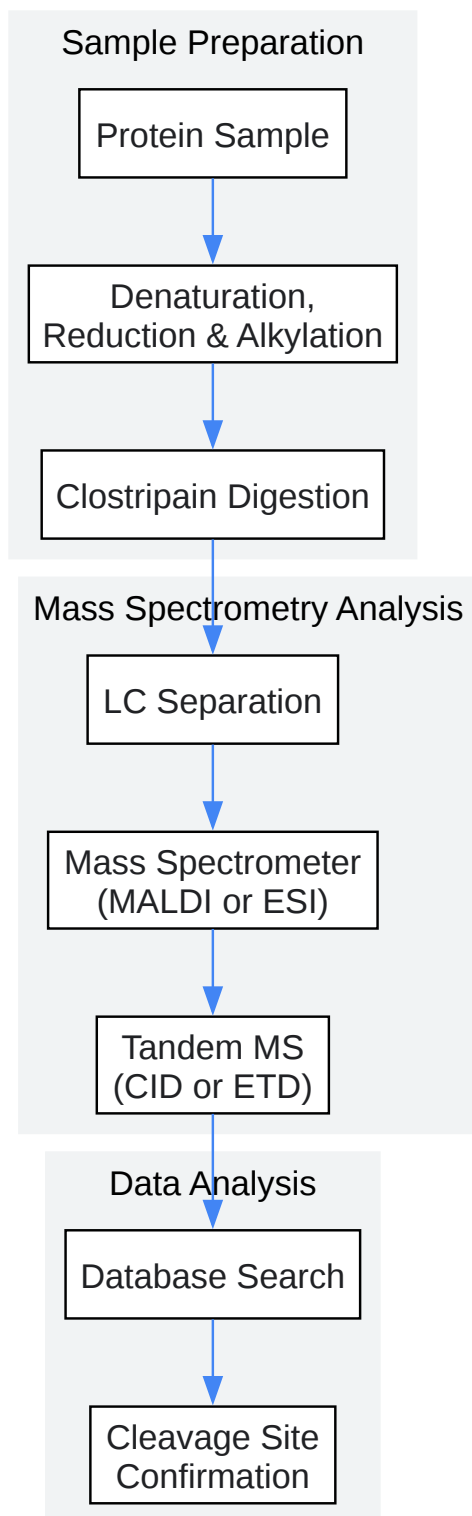 Sample Preparation
Protein Sample
Denaturation,
Reduction & Alkylation
Clostripain Digestion
Mass Spectrometry Analysis
LC Separation
Mass Spectrometer
(MALDI or ESI)
Tandem MS
(CID or ETD)
Data Analysis
Database Search
Cleavage Site
Confirmation